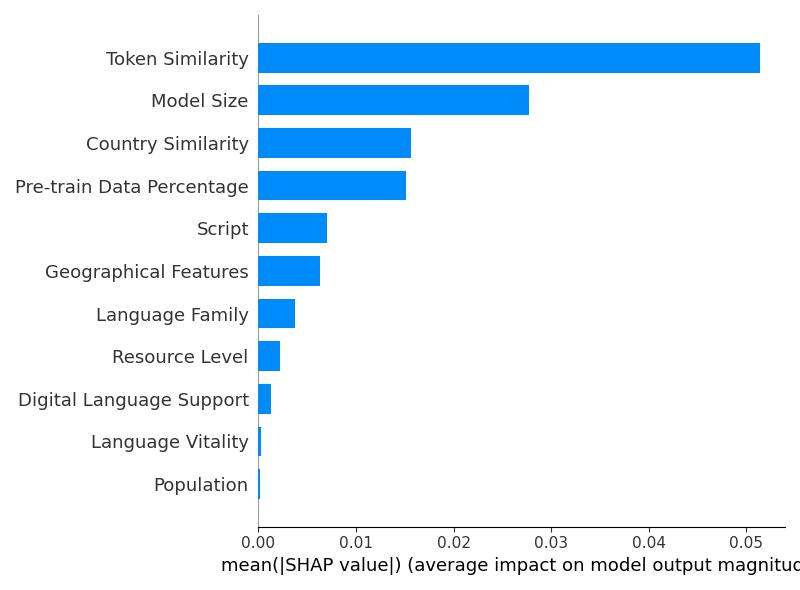 Token Similarity
Model Size
Country Similarity
Pre-train Data Percentage
Script
Geographical Features
Language Family
Resource Level
Digital Language Support
Language Vitality
Population
0.00 0.01 0.02 0.03 0.04 0.05
mean(|SHAP value|) (average impact on model output magnitud